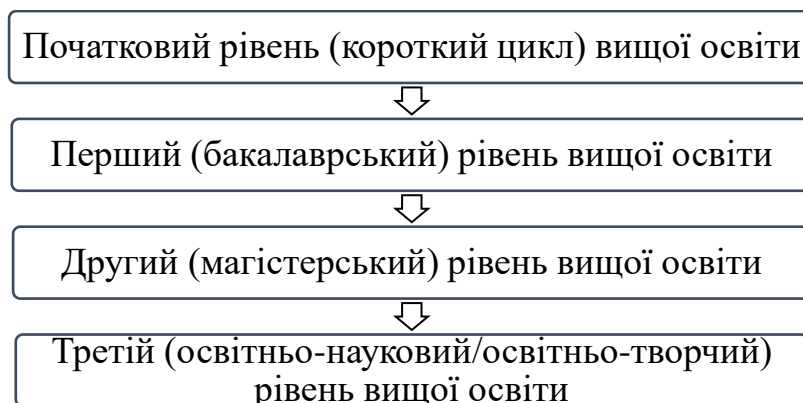 Початковий рівень (короткий цикл) вищої освіти
Перший (бакалаврський) рівень вищої освіти
Другий (магістерський) рівень вищої освіти
Третій (освітньо-науковий/освітньо-творчий)
рівень вищої освіти